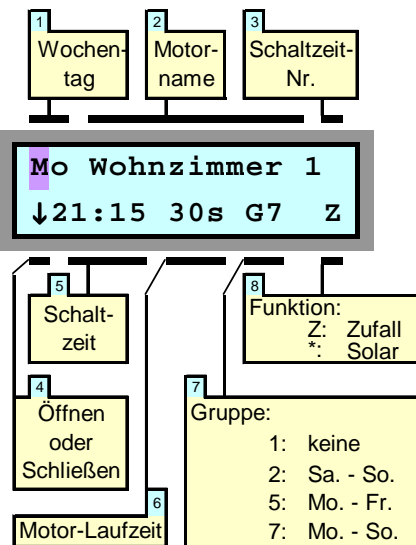 1
Wochen-
tag
2
Motor-
name
3
Schaltzeit-
Nr.
Mo Wohnzimmer 1
↓21:15 30s G7 Z
5
Schalt-
zeit
8
Funktion:
Z: Zufall
*: Solar
4
Öffnen
oder
Schließen
7
Gruppe:
1: keine
2: Sa. - So.
5: Mo. - Fr.
7: Mo. - So.
6
Motor-Laufzeit